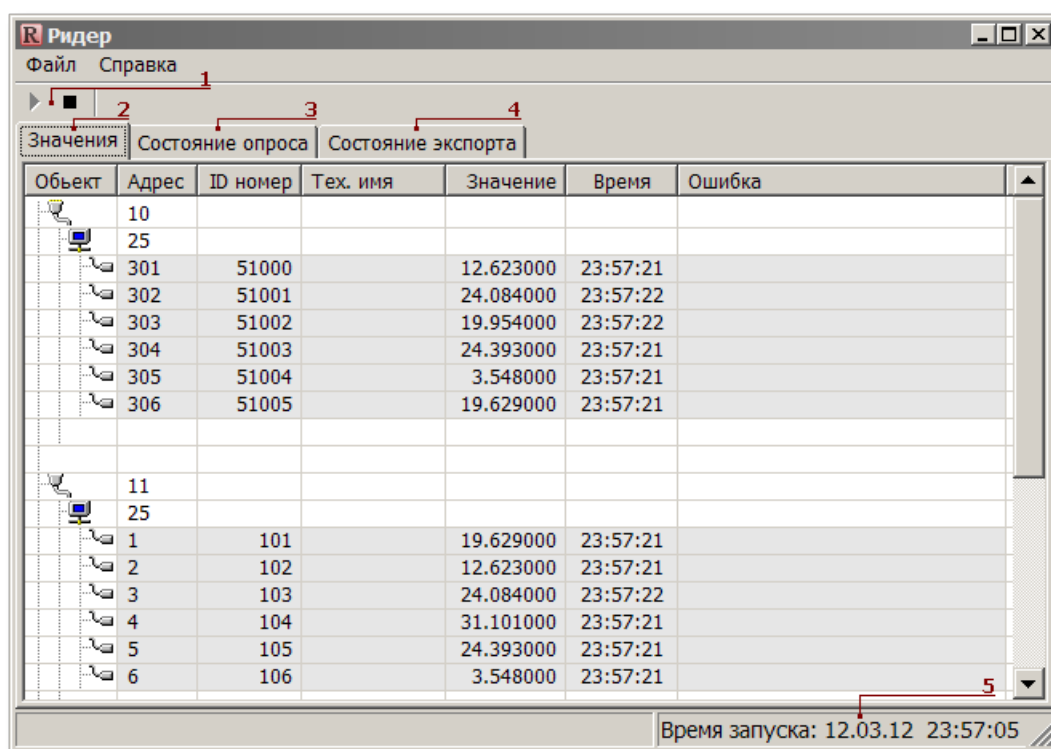 R Ридер
Файл Справка
1
2 3 4
Значения Состояние опроса Состояние экспорта
Обьект Адрес ID номер Тех. имя Значение Время Ошибка
10
25
301 51000 12.623000 23:57:21
302 51001 24.084000 23:57:22
303 51002 19.954000 23:57:22
304 51003 24.393000 23:57:21
305 51004 3.548000 23:57:21
306 51005 19.629000 23:57:21
11
25
1 101 19.629000 23:57:21
2 102 12.623000 23:57:21
3 103 24.084000 23:57:22
4 104 31.101000 23:57:21
5 105 24.393000 23:57:21
6 106 3.548000 23:57:21
5
Время запуска: 12.03.12 23:57:05